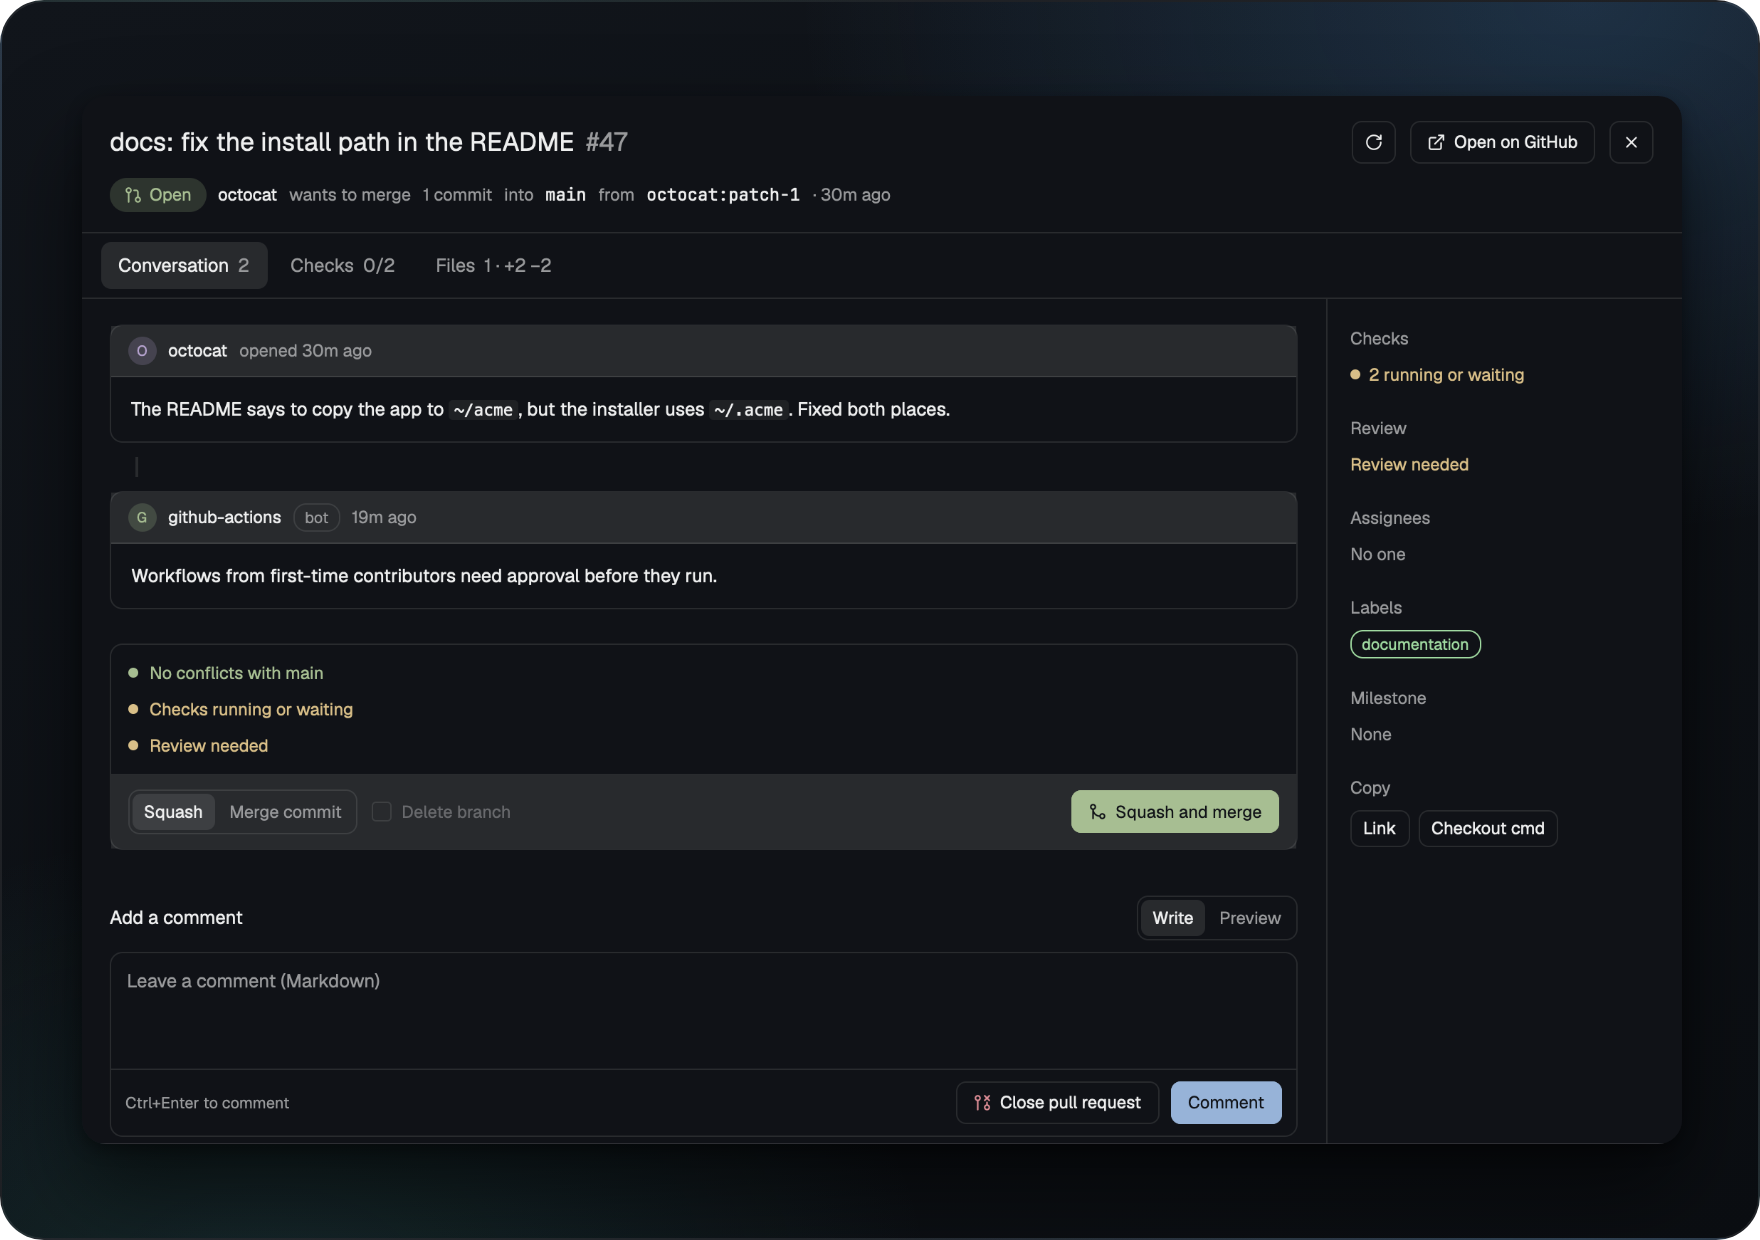 docs: fix the install path in the README #47
Open on GitHub
Open octocat wants to merge 1 commit into main from octocat:patch-1 · 30m ago
Conversation 2 Checks 0/2 Files 1 · +2 −2
O octocat opened 30m ago
The README says to copy the app to ~/acme, but the installer uses ~/.acme. Fixed both places.
G github-actions bot 19m ago
Workflows from first-time contributors need approval before they run.
No conflicts with main
Checks running or waiting
Review needed
Squash Merge commit Delete branch Squash and merge
Add a comment Write Preview
Leave a comment (Markdown)
Ctrl+Enter to comment Close pull request Comment
Checks
2 running or waiting
Review
Review needed
Assignees
No one
Labels
documentation
Milestone
None
Copy
Link Checkout cmd